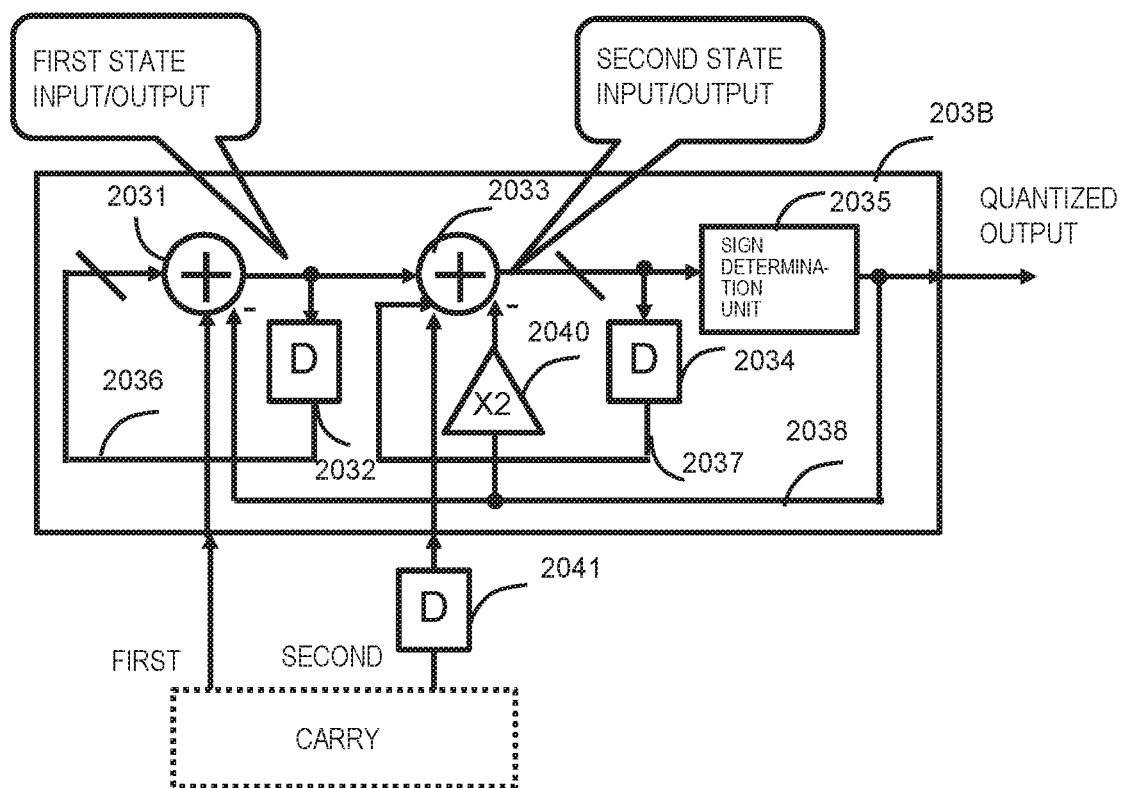 FIRST STATE
INPUT/OUTPUT
SECOND STATE
INPUT/OUTPUT
203B
2031
2033
2035
QUANTIZED
OUTPUT
+
+
SIGN
DETERMINA-
TION
UNIT
-
-
D
2040
D
2034
X2
2036
2032
2037
2038
D
2041
FIRST
SECOND
CARRY